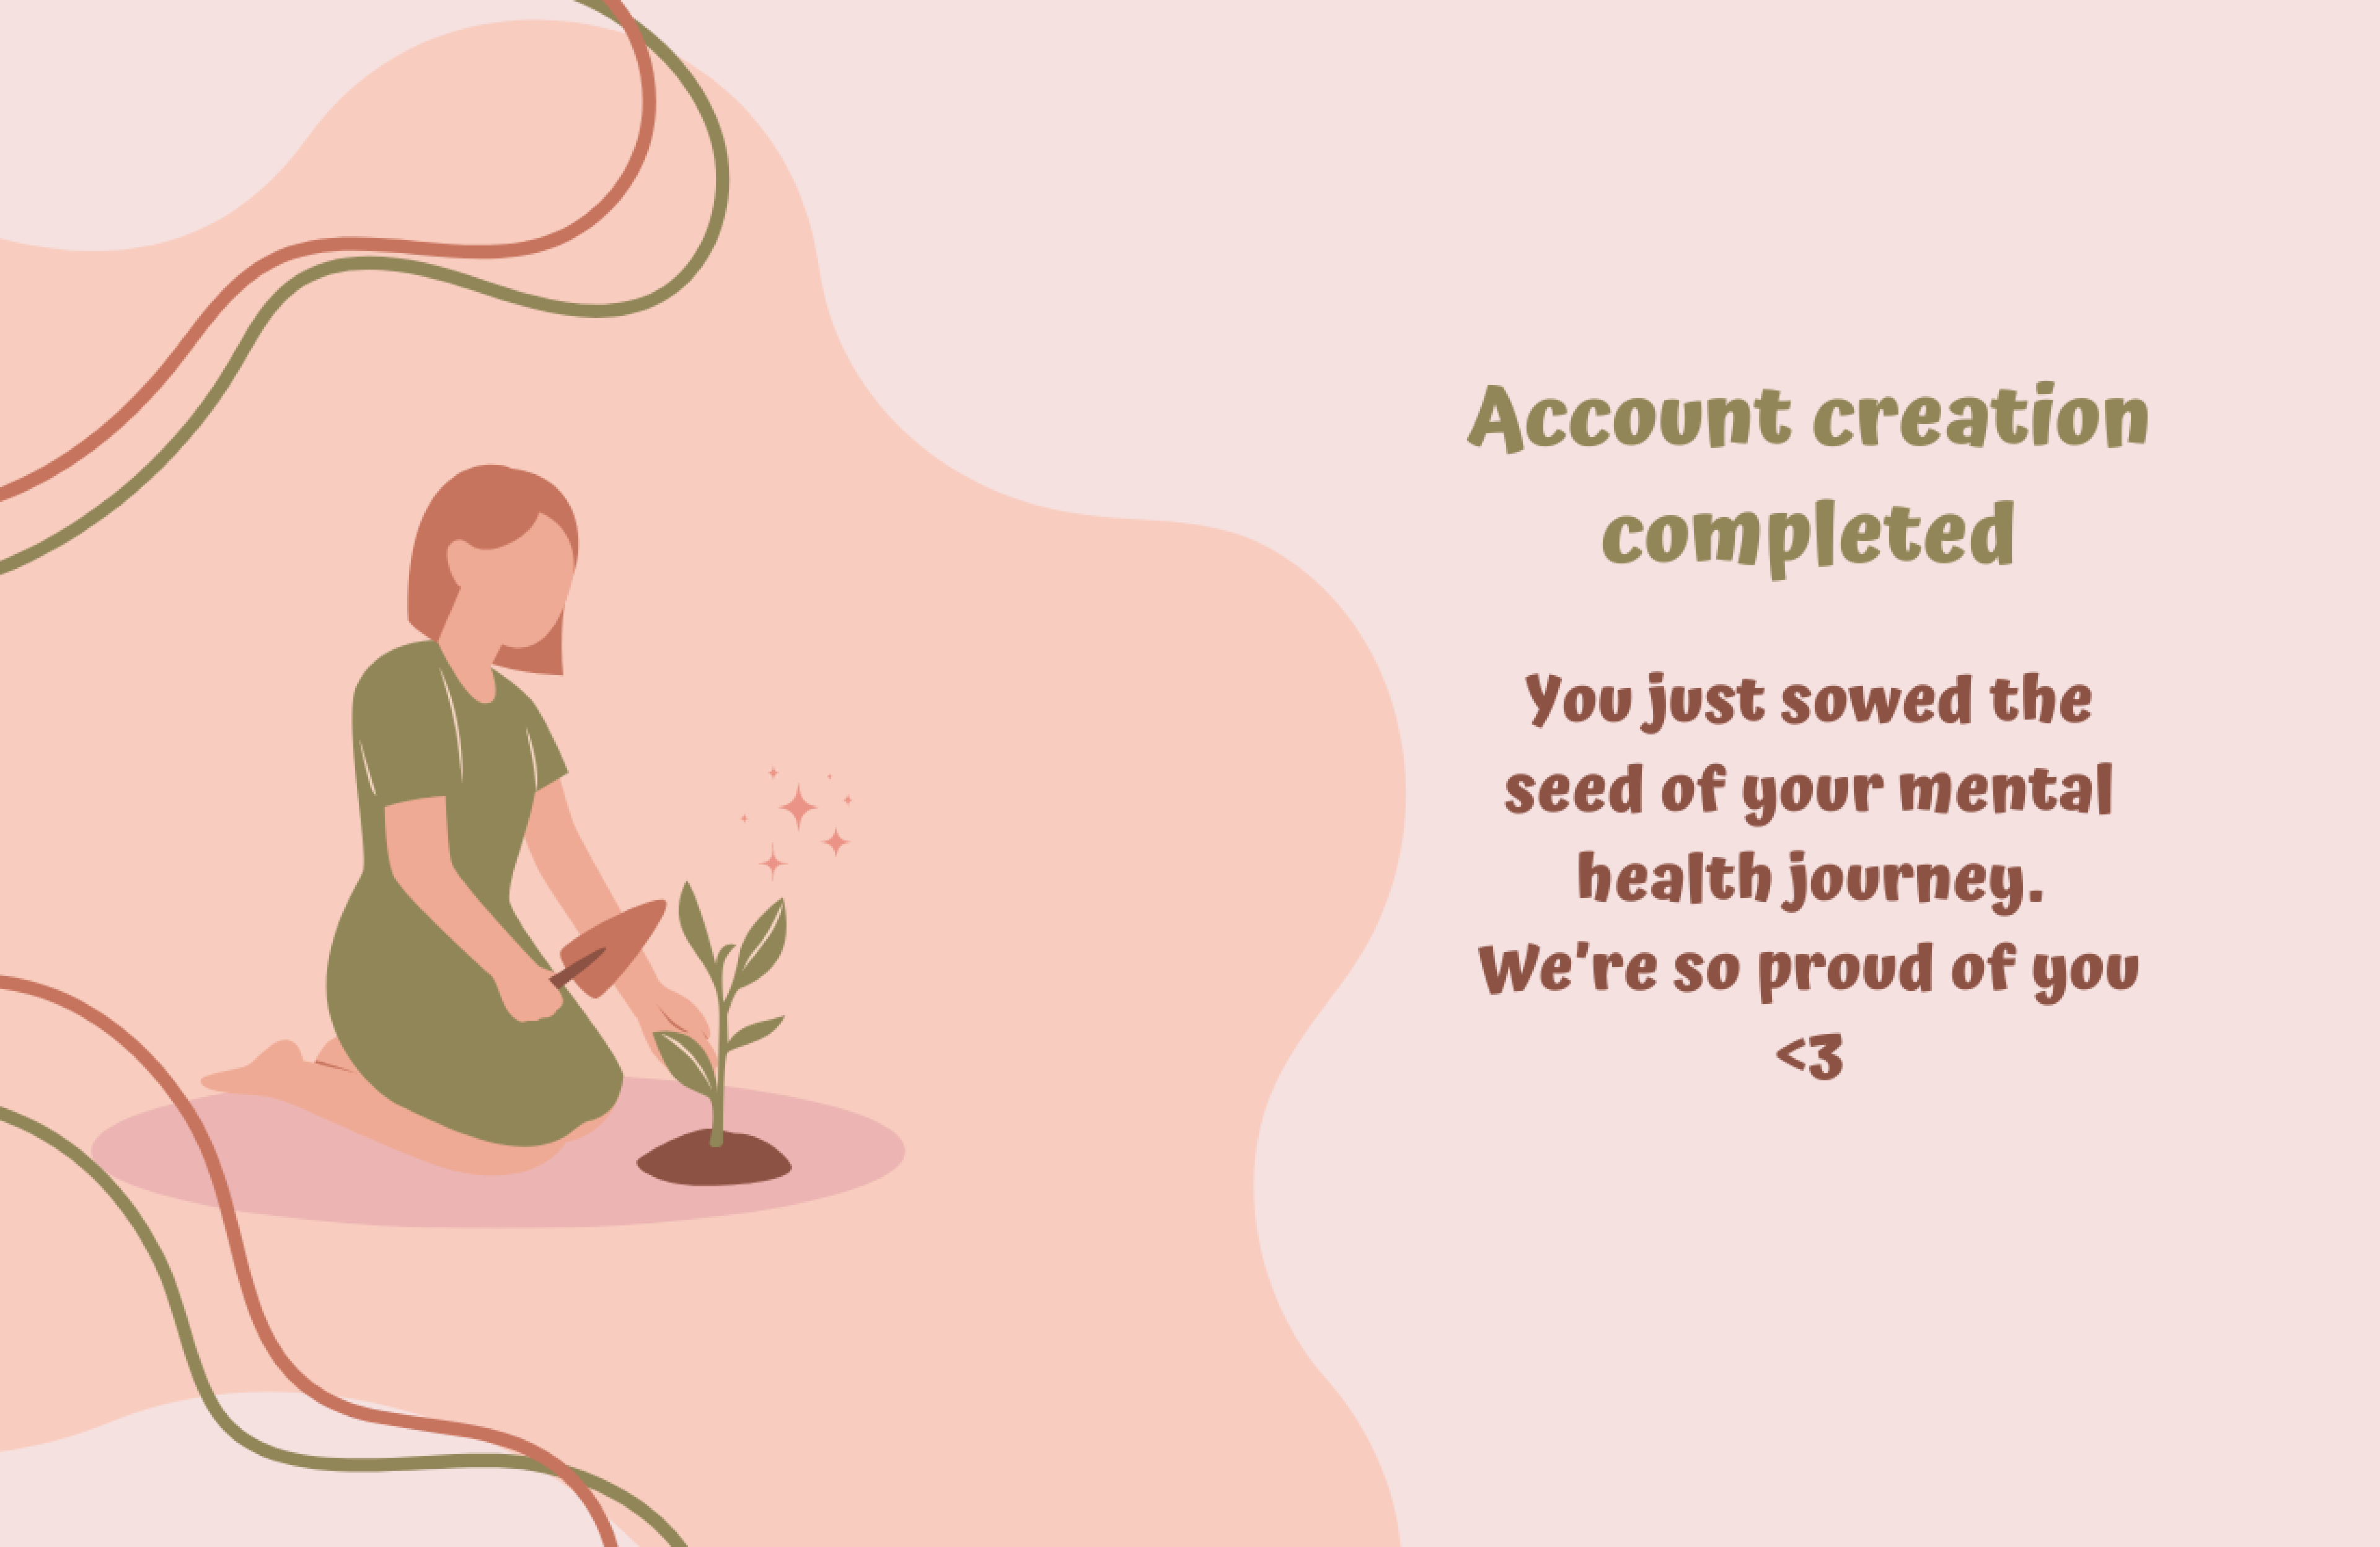 Account creation
completed
You just sowed the
seed of your mental
health journey.
We're so proud of you
<3